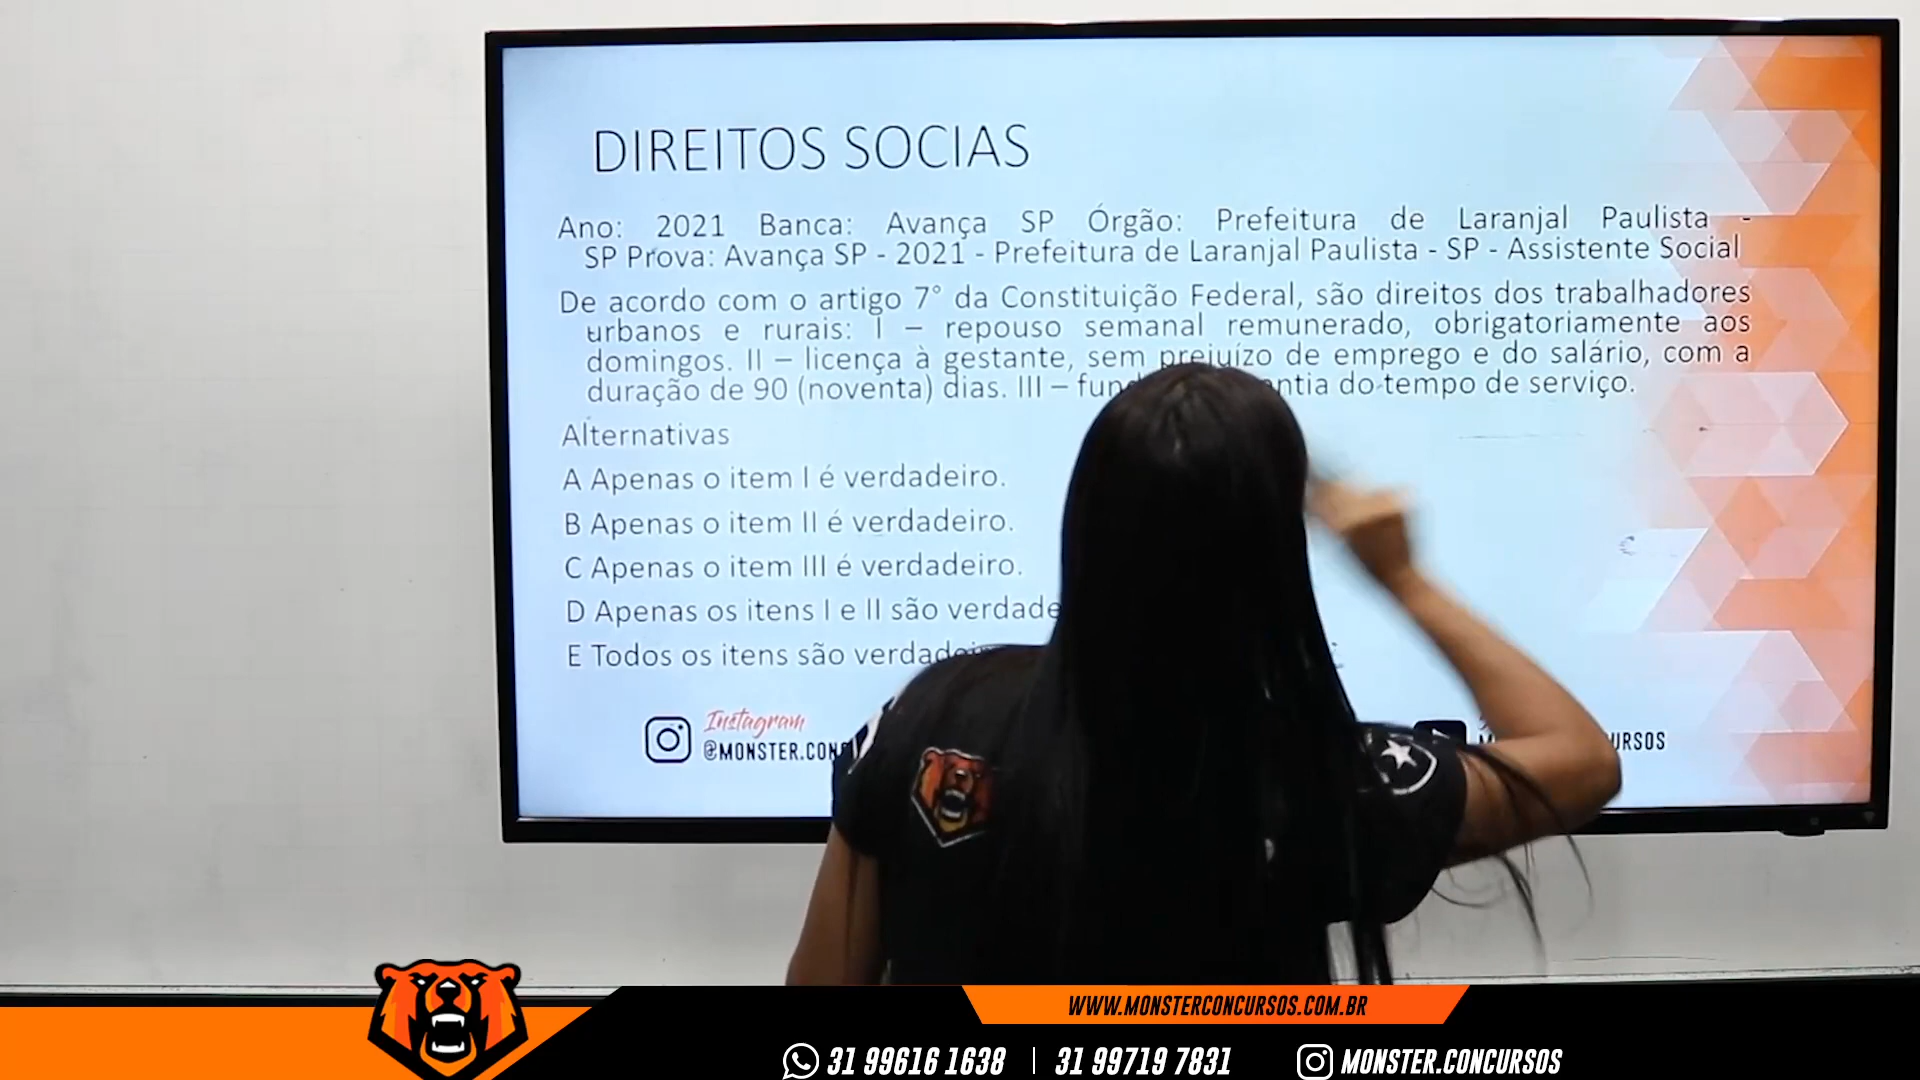 DIREITOS SOCIAS
Ano: 2021 Banca: Avança SP Órgão: Prefeitura de Laranjal Paulista -
SP Prova: Avança SP - 2021 - Prefeitura de Laranjal Paulista - SP - Assistente Social
De acordo com o artigo 7° da Constituição Federal, são direitos dos trabalhadores
urbanos e rurais: I – repouso semanal remunerado, obrigatoriamente aos
domingos. II – licença à gestante, sem prejuízo de emprego e do salário, com a
duração de 90 (noventa) dias. III – do tempo de serviço.
Alternativas
A Apenas o item I é verdadeiro.
B Apenas o item II é verdadeiro.
C Apenas o item III é verdadeiro.
D Apenas os itens I e II são
E Todos os itens são
Instagram
@MONSTER.CON
URSOS
WWW.MONSTERCONCURSOS.COM.BR
31 99616 1638 | 31 99719 7831 MONSTER.CONCURSOS